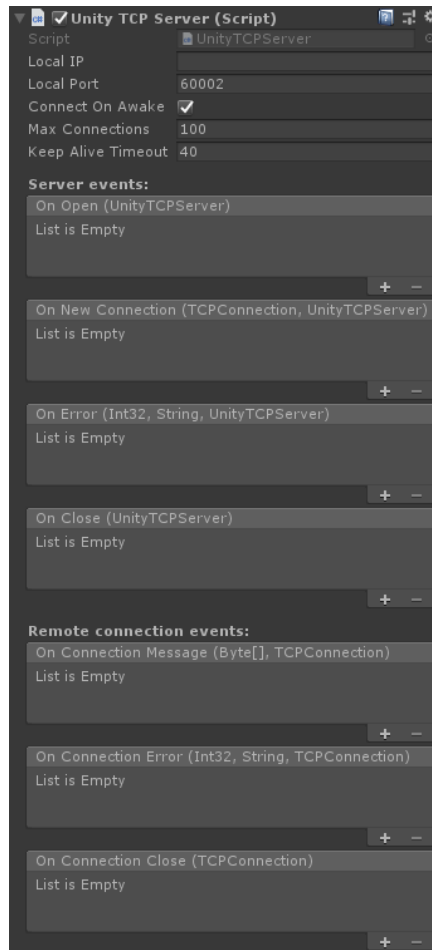 Unity TCP Server (Script)
Script UnityTCPServer
Local IP
Local Port 60002
Connect On Awake
Max Connections 100
Keep Alive Timeout 40
Server events:
On Open (UnityTCPServer)
List is Empty
+ −
On New Connection (TCPConnection, UnityTCPServer)
List is Empty
+ −
On Error (Int32, String, UnityTCPServer)
List is Empty
+ −
On Close (UnityTCPServer)
List is Empty
+ −
Remote connection events:
On Connection Message (Byte[], TCPConnection)
List is Empty
+ −
On Connection Error (Int32, String, TCPConnection)
List is Empty
+ −
On Connection Close (TCPConnection)
List is Empty
+ −